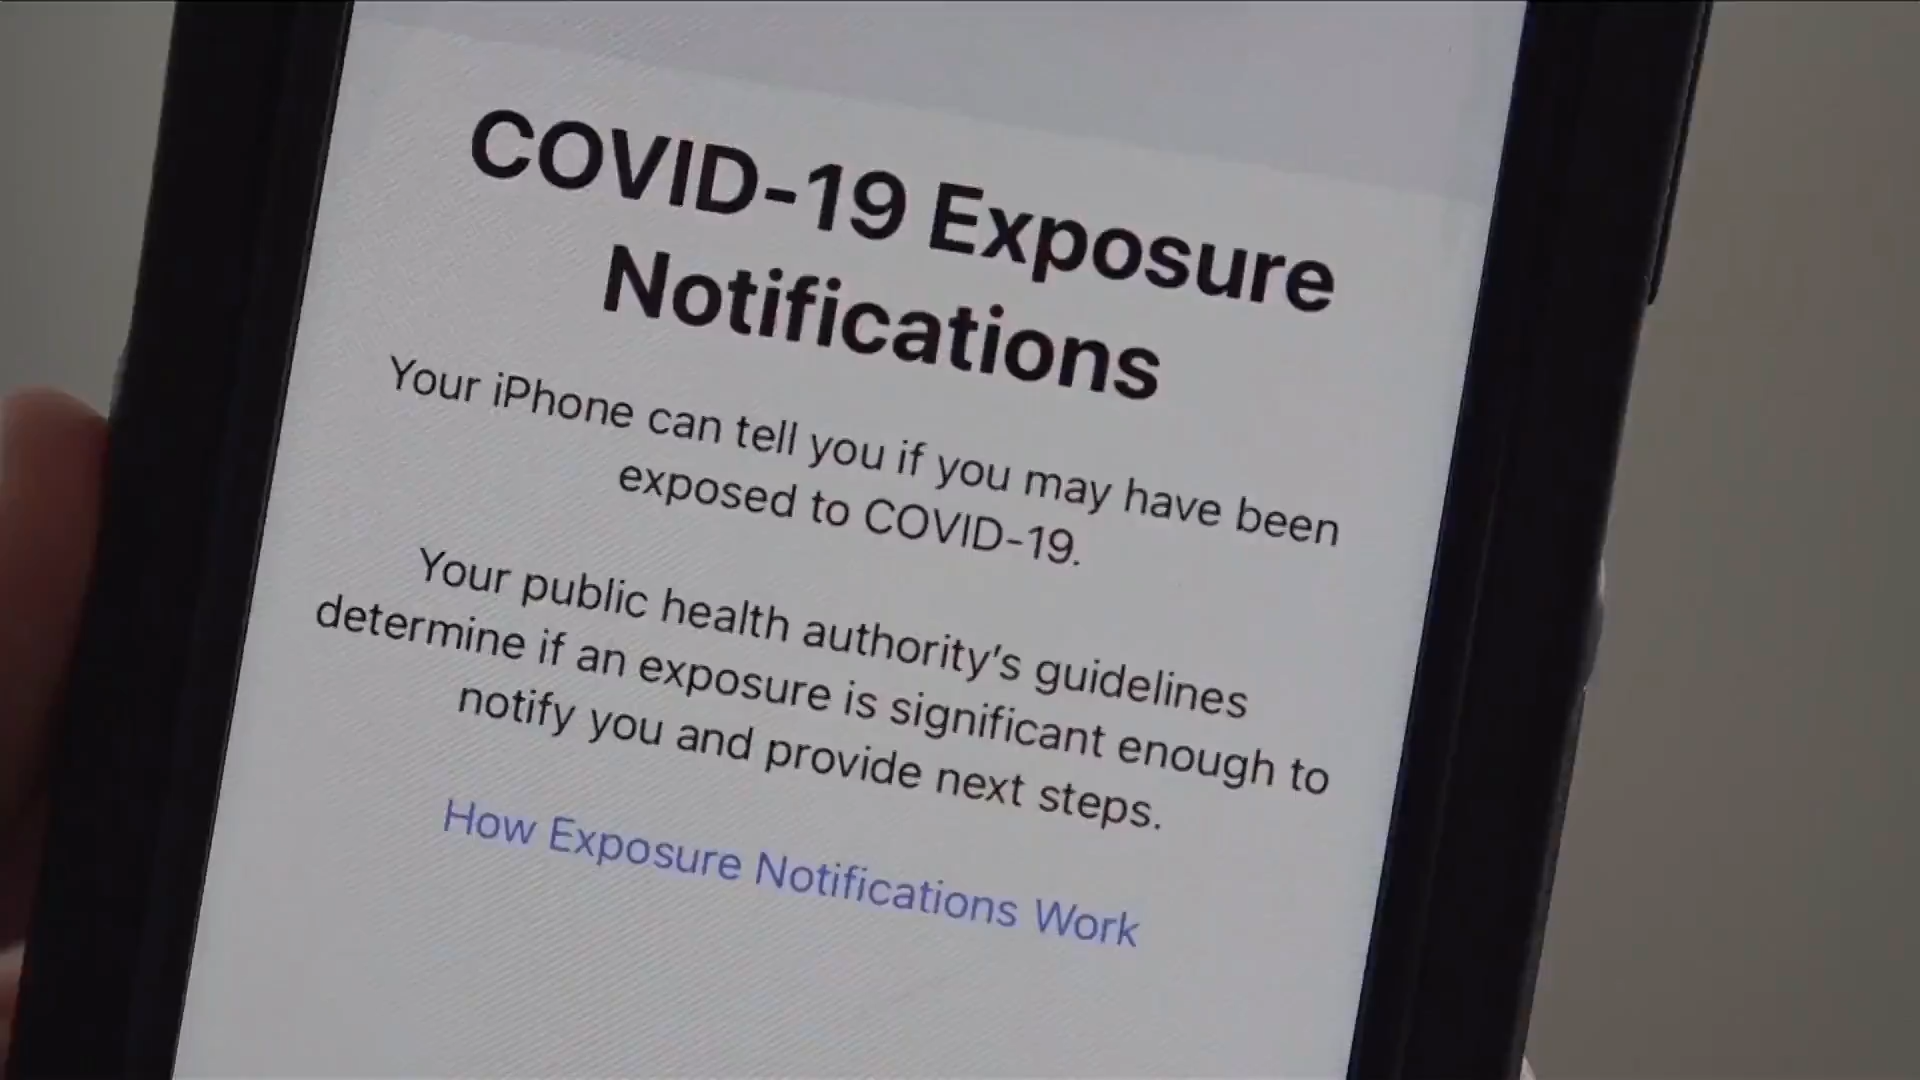 COVID-19 Exposure
Notifications
Your iPhone can tell you if you may have been
exposed to COVID-19.
Your public health authority's guidelines
determine if an exposure is significant enough to
notify you and provide next steps.
How Exposure Notifications Work